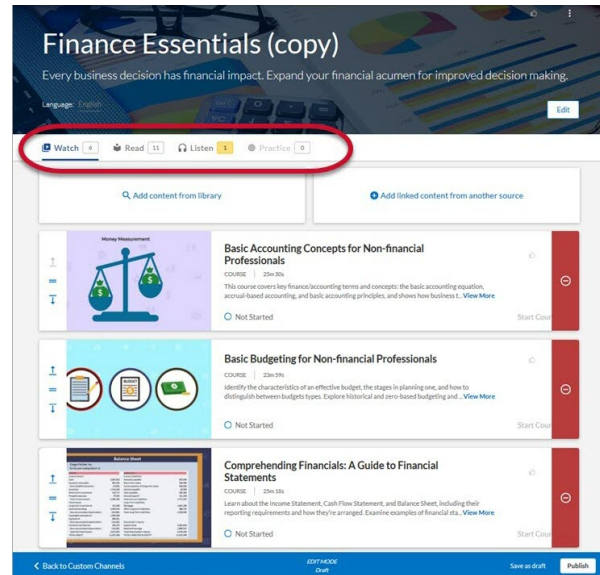 Finance Essentials (copy)
Every business decision has financial impact. Expand your financial acumen for improved decision making.
Language: English
Edit
Watch 6 Read 11 Listen 1 Practice 0
Add content from library
Add linked content from another source
Money Measurement
Basic Accounting Concepts for Non-financial
Professionals
COURSE | 25m 30s
This course covers key finance/accounting terms and concepts: the basic accounting equation,
accrual-based accounting, and basic accounting principles, and shows how business t... View More
Not Started
Start Cour
Basic Budgeting for Non-financial Professionals
COURSE | 23m 59s
Identify the characteristics of an effective budget, the stages in planning one, and how to
distinguish between budgets types. Explore historical and zero-based budgeting and ... View More
BUDGET
Not Started
Start Cour
Balance Sheet
Comprehending Financials: A Guide to Financial
Statements
COURSE | 25m 18s
Learn about the Income Statement, Cash Flow Statement, and Balance Sheet, including their
reporting requirements and how they're arranged. Examine examples of financial sta... View More
Not Started
Start Cour
Back to Custom Channels
EDIT MODE
Draft
Save as draft
Publish